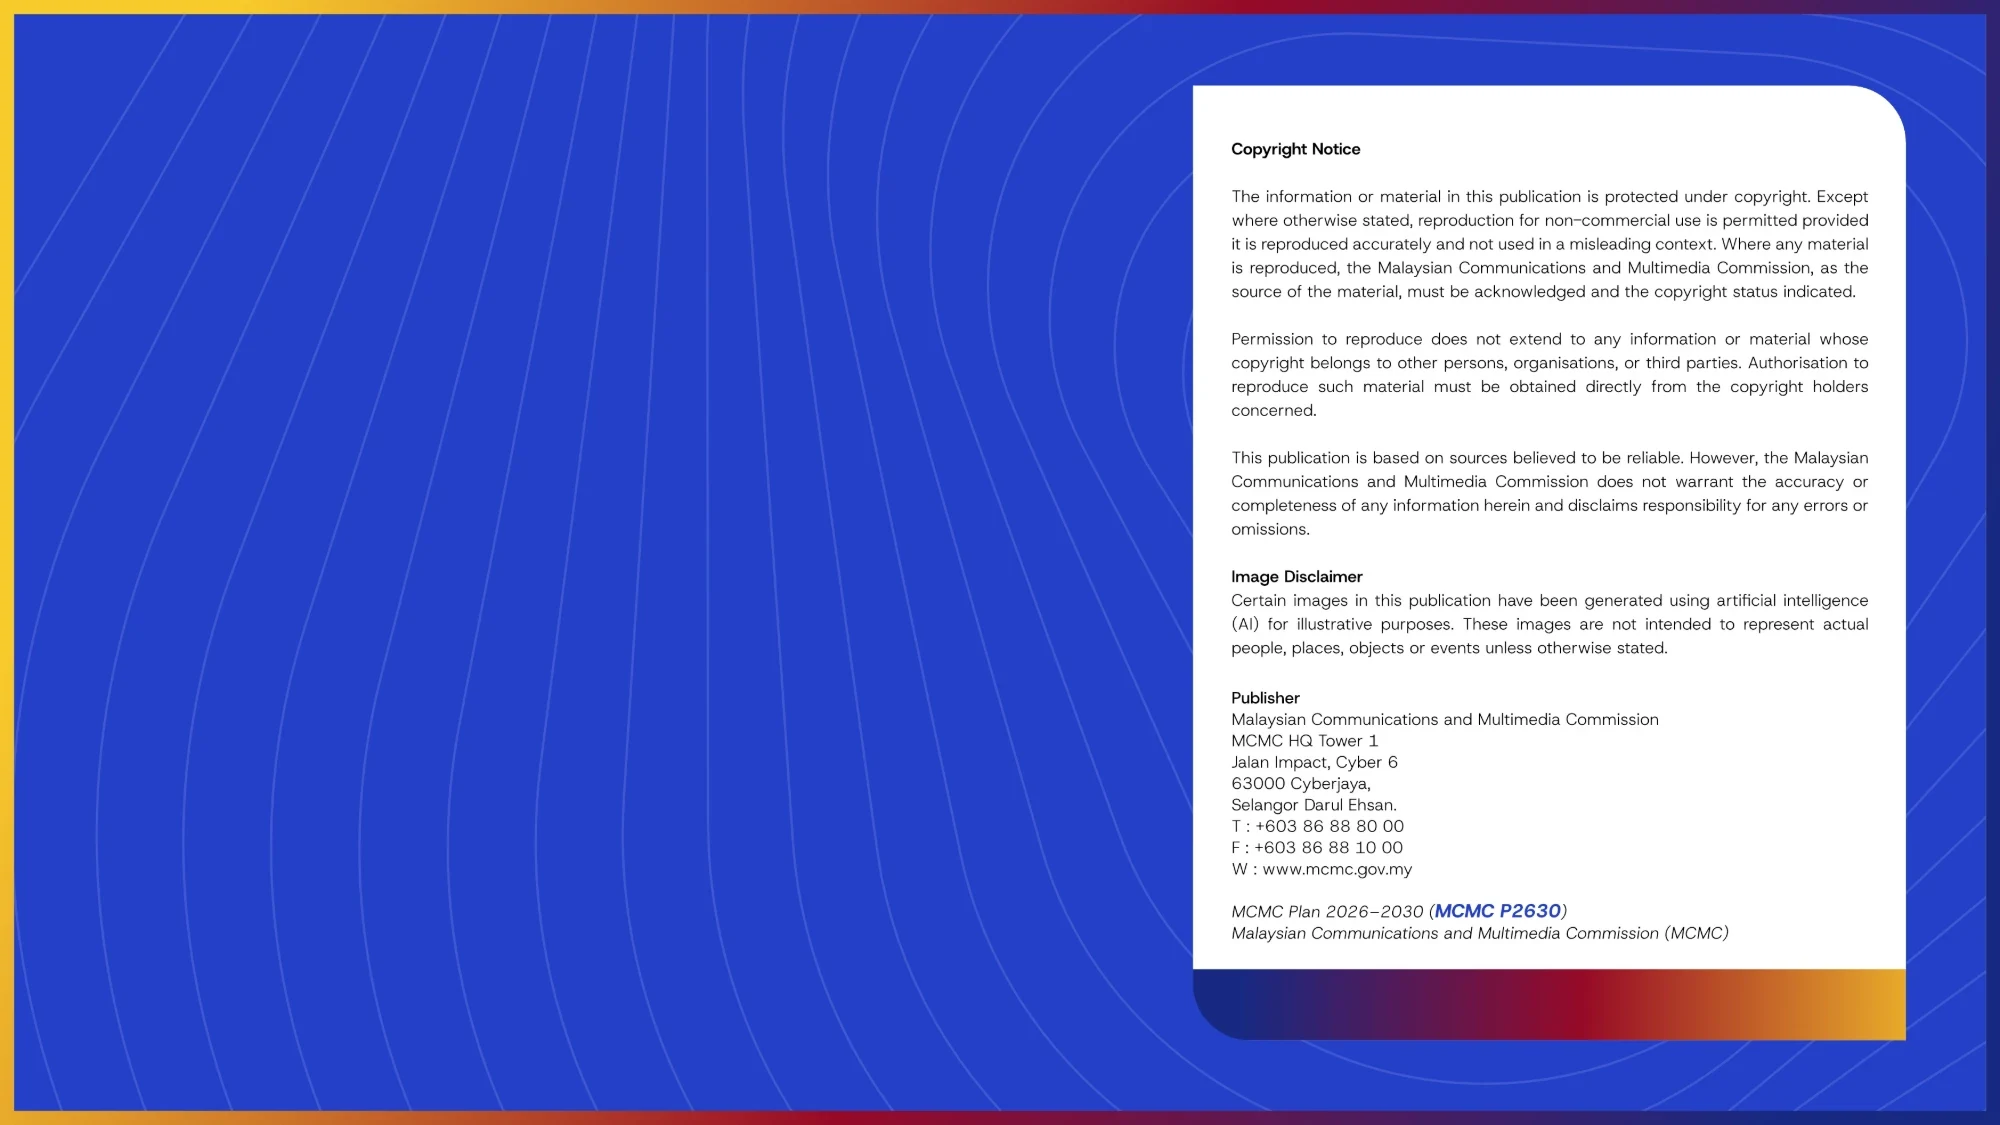 Copyright Notice
The information or material in this publication is protected under copyright. Except
where otherwise stated, reproduction for non-commercial use is permitted provided
it is reproduced accurately and not used in a misleading context. Where any material
is reproduced, the Malaysian Communications and Multimedia Commission, as the
source of the material, must be acknowledged and the copyright status indicated.
Permission to reproduce does not extend to any information or material whose
copyright belongs to other persons, organisations, or third parties. Authorisation to
reproduce such material must be obtained directly from the copyright holders
concerned.
This publication is based on sources believed to be reliable. However, the Malaysian
Communications and Multimedia Commission does not warrant the accuracy or
completeness of any information herein and disclaims responsibility for any errors or
omissions.
Image Disclaimer
Certain images in this publication have been generated using artificial intelligence
(AI) for illustrative purposes. These images are not intended to represent actual
people, places, objects or events unless otherwise stated.
Publisher
Malaysian Communications and Multimedia Commission
MCMC HQ Tower 1
Jalan Impact, Cyber 6
63000 Cyberjaya,
Selangor Darul Ehsan.
T : +603 86 88 80 00
F : +603 86 88 10 00
W : www.mcmc.gov.my
MCMC Plan 2026–2030 (MCMC P2630)
Malaysian Communications and Multimedia Commission (MCMC)